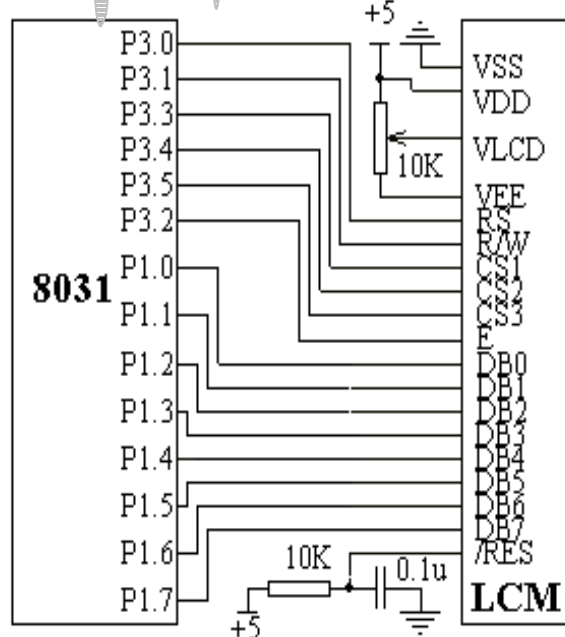 +5
P3.0
P3.1
P3.3
P3.4
P3.5
P3.2
P1.0
8031
P1.1
P1.2
P1.3
P1.4
P1.5
P1.6
P1.7
10K
VSS
VDD
VLCD
VEE
RS
R/W
CS1
CS2
CS3
E
DB0
DB1
DB2
DB3
DB4
DB5
DB6
DB7
/RES
LCM
10K
0.1u
+5